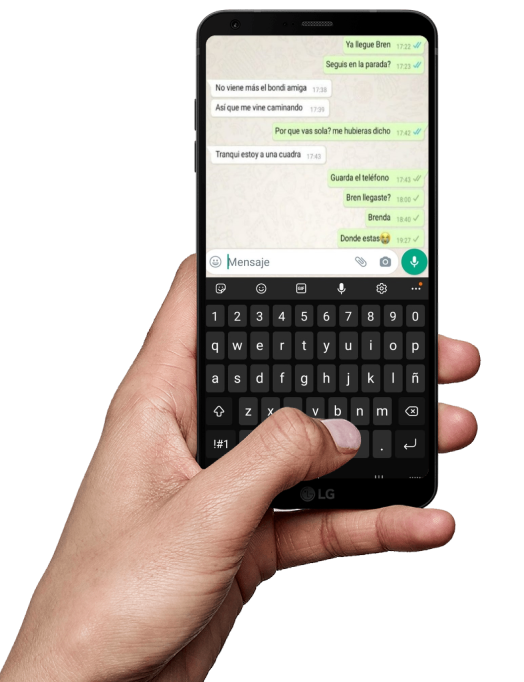 Ya llegue Bren 17:22
Seguis en la parada? 17:23
No viene más el bondi amiga 17:38
Así que me vine caminando 17:39
Por que vas sola? me hubieras dicho 17:42
Tranqui estoy a una cuadra 17:43
Guarda el teléfono 17:43
Bren llegaste? 18:00
Brenda 18:40
Donde estas😭 19:27
Mensaje
GIF
1 2 3 4 5 6 7 8 9 0
q w e r t y u i o p
a s d f g h j k l ñ
z x v b n m
!#1 .
LG